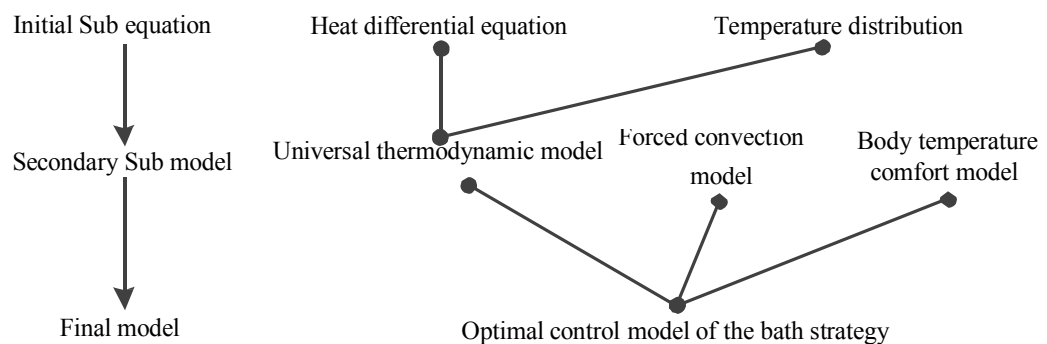 Initial Sub equation
Heat differential equation
Temperature distribution
Secondary Sub model
Universal thermodynamic model
Forced convection
model
Body temperature
comfort model
Final model
Optimal control model of the bath strategy